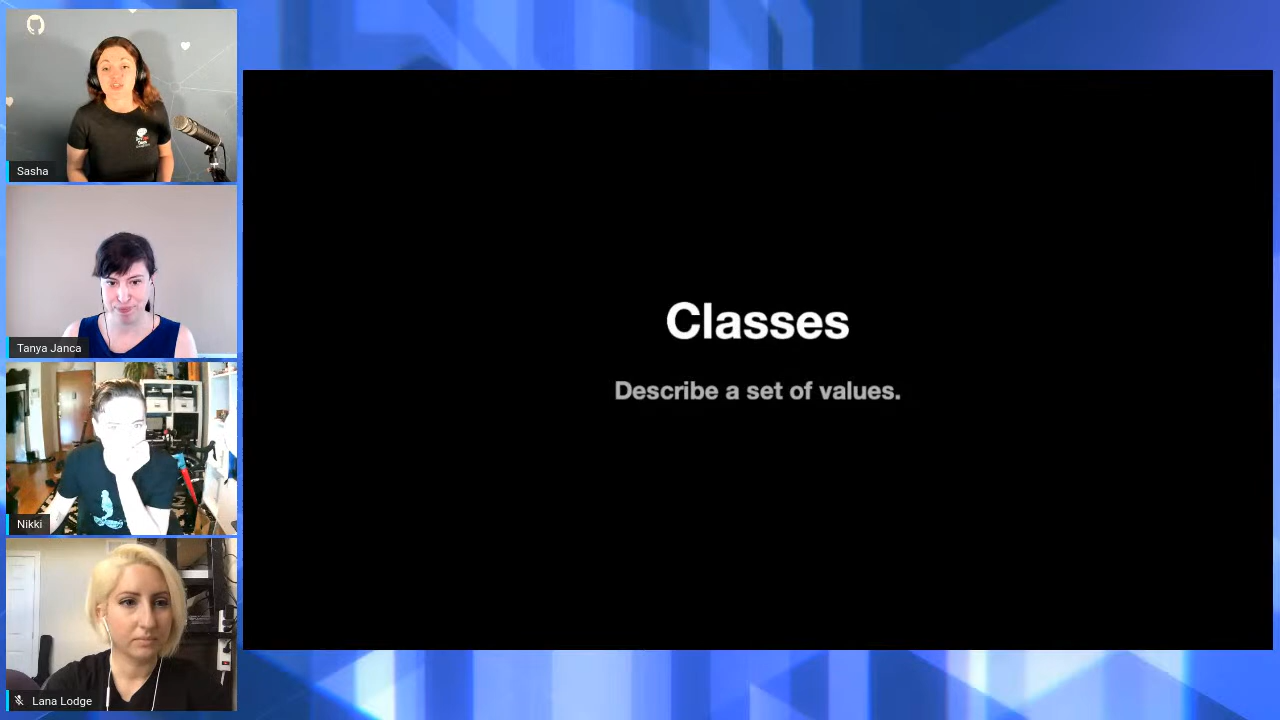 Sasha
Tanya Janca
Nikki
Lana Lodge
Classes
Describe a set of values.